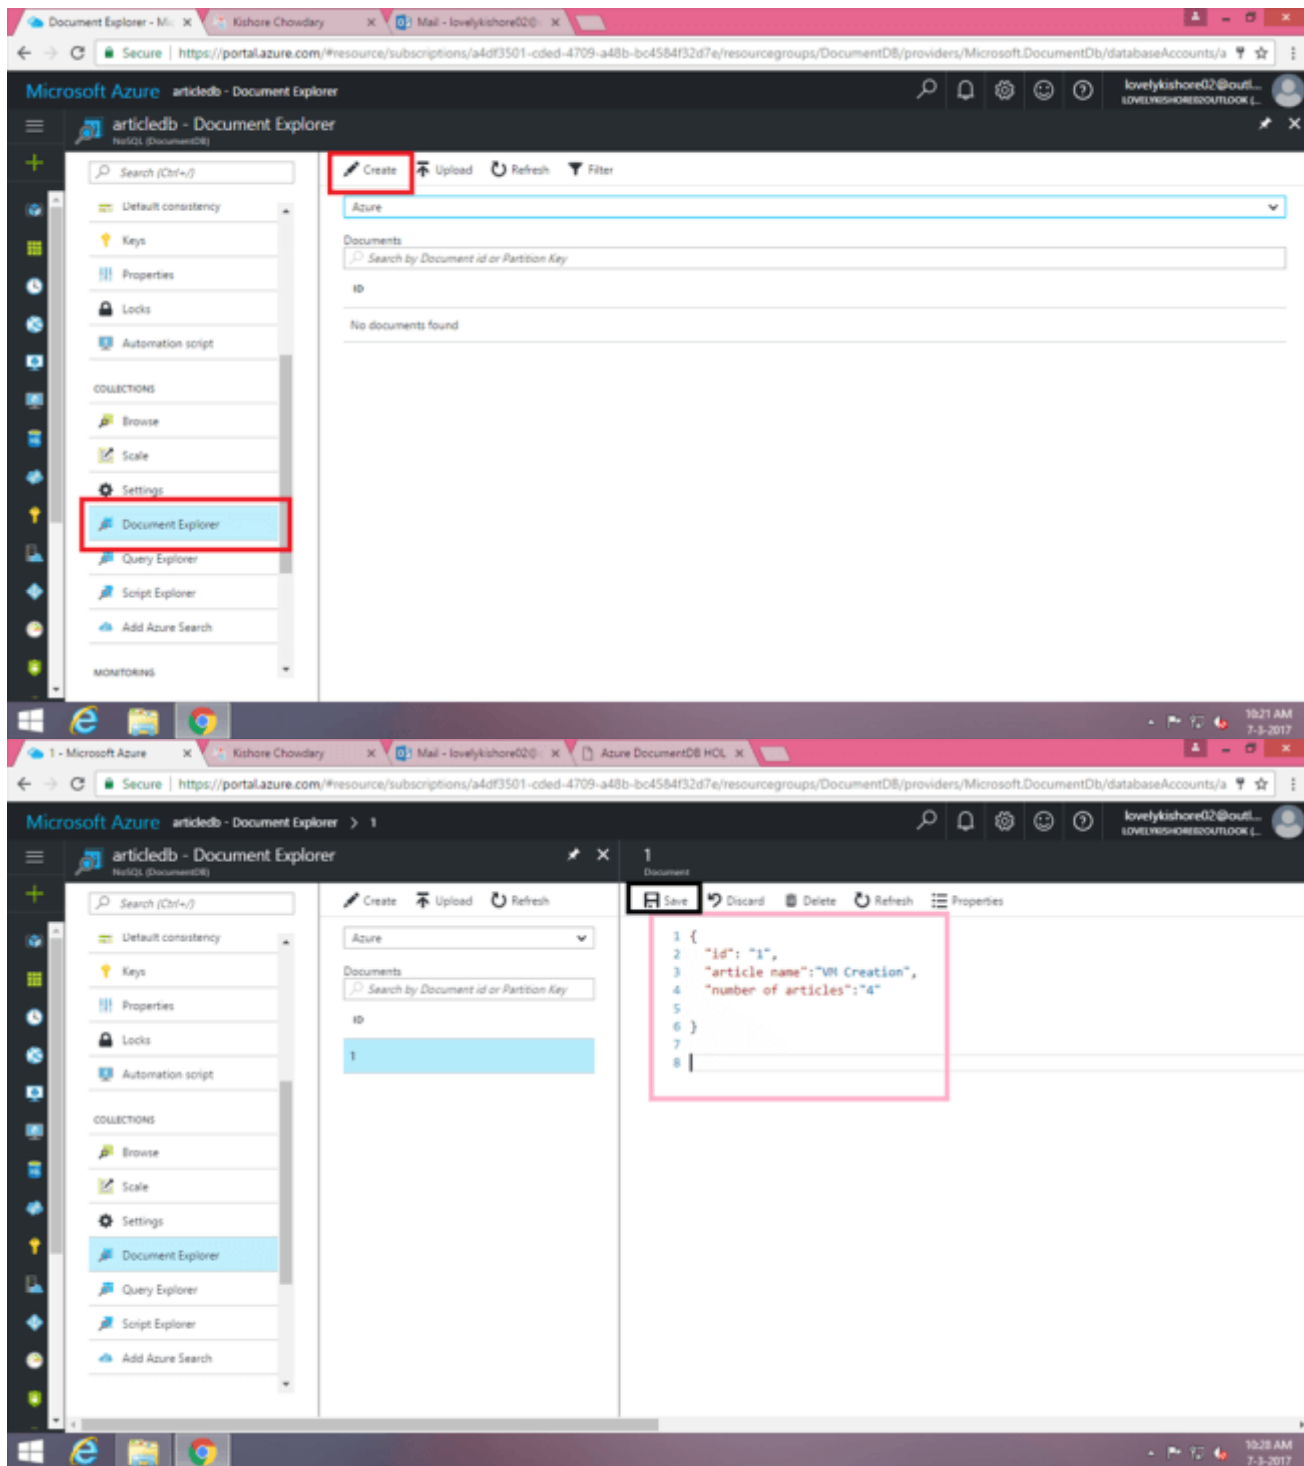 Document Explorer - Mic
Kishore Chowdary
Mail - lovelykishore02@
Secure | https://portal.azure.com/#resource/subscriptions/a4df3501-cded-4709-a48b-bc4584f32d7e/resourcegroups/DocumentDB/providers/Microsoft.DocumentDb/databaseAccounts/a
Microsoft Azure articledb - Document Explorer
lovelykishore02@outl...
LOVELYKISHORE02OUTLOOK (...
articledb - Document Explorer
NoSQL (DocumentDB)
Search (Ctrl+/)
Default consistency
Keys
Properties
Locks
Automation script
COLLECTIONS
Browse
Scale
Settings
Document Explorer
Query Explorer
Script Explorer
Add Azure Search
MONITORING
Create Upload Refresh Filter
Azure
Documents
Search by Document id or Partition Key
ID
No documents found
10:21 AM
7-3-2017
1 - Microsoft Azure
Kishore Chowdary
Mail - lovelykishore02@
Azure DocumentDB HOL
Secure | https://portal.azure.com/#resource/subscriptions/a4df3501-cded-4709-a48b-bc4584f32d7e/resourcegroups/DocumentDB/providers/Microsoft.DocumentDb/databaseAccounts/a
Microsoft Azure articledb - Document Explorer > 1
lovelykishore02@outl...
LOVELYKISHORE02OUTLOOK (...
articledb - Document Explorer
NoSQL (DocumentDB)
Search (Ctrl+/)
Default consistency
Keys
Properties
Locks
Automation script
COLLECTIONS
Browse
Scale
Settings
Document Explorer
Query Explorer
Script Explorer
Add Azure Search
Create Upload Refresh
Azure
Documents
Search by Document id or Partition Key
ID
1
1
Document
Save Discard Delete Refresh Properties
1 {
2 "id": "1",
3 "article name":"VM Creation",
4 "number of articles":"4"
5
6 }
7
8
10:28 AM
7-3-2017